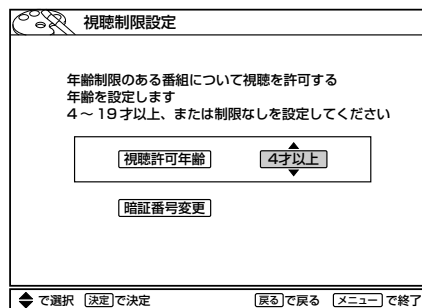 視聴制限設定
年齢制限のある番組について視聴を許可する
年齢を設定します
4～19才以上、または制限なしを設定してください
視聴許可年齢 4才以上
暗証番号変更
で選択 決定で決定 戻るで戻る メニューで終了